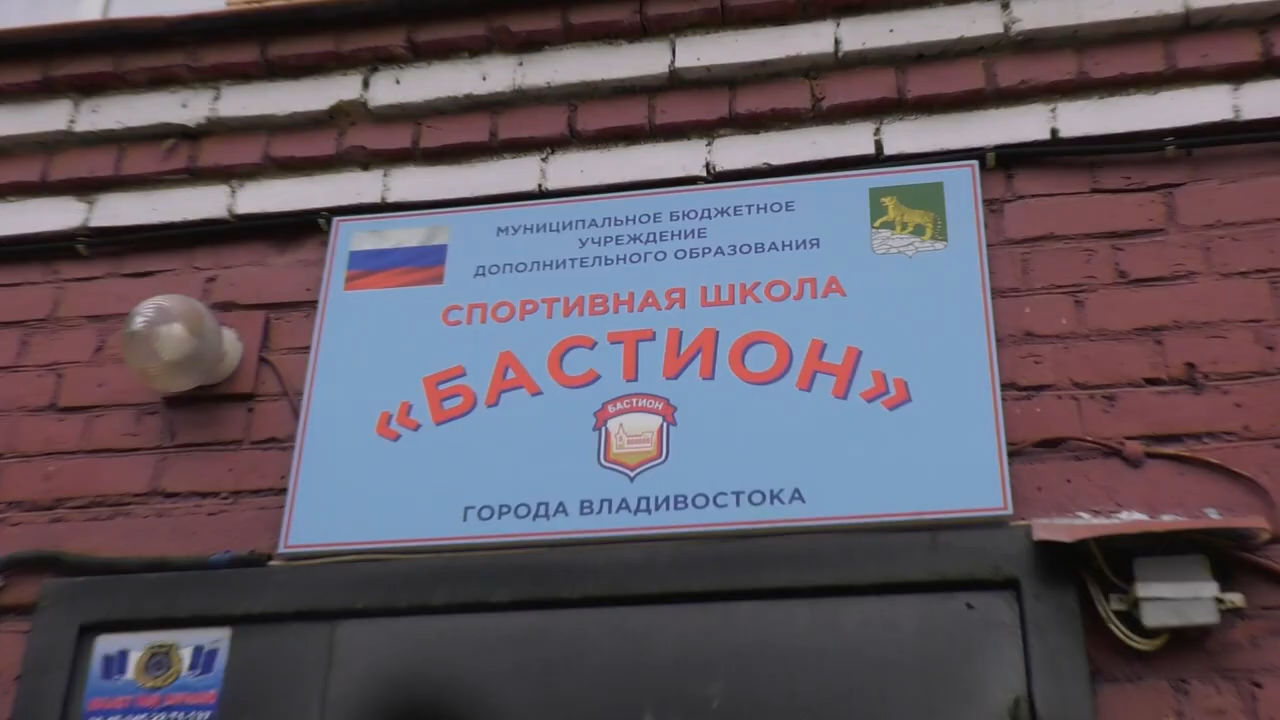 МУНИЦИПАЛЬНОЕ БЮДЖЕТНОЕ
УЧРЕЖДЕНИЕ
ДОПОЛНИТЕЛЬНОГО ОБРАЗОВАНИЯ
СПОРТИВНАЯ ШКОЛА
«БАСТИОН»
БАСТИОН
ГОРОДА ВЛАДИВОСТОКА